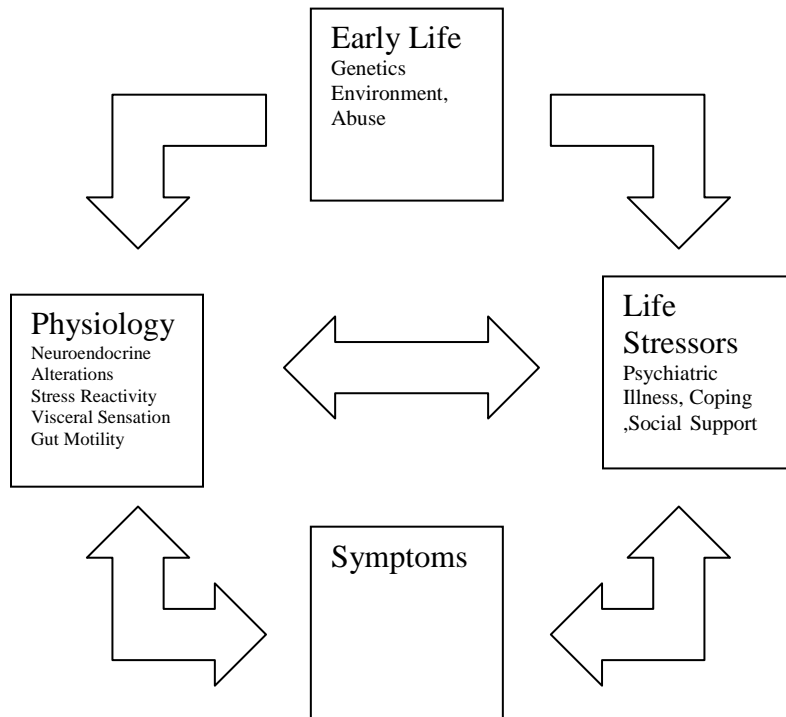 Early Life
Genetics
Environment,
Abuse
Physiology
Neuroendocrine
Alterations
Stress Reactivity
Visceral Sensation
Gut Motility
Life
Stressors
Psychiatric
Illness, Coping
,Social Support
Symptoms